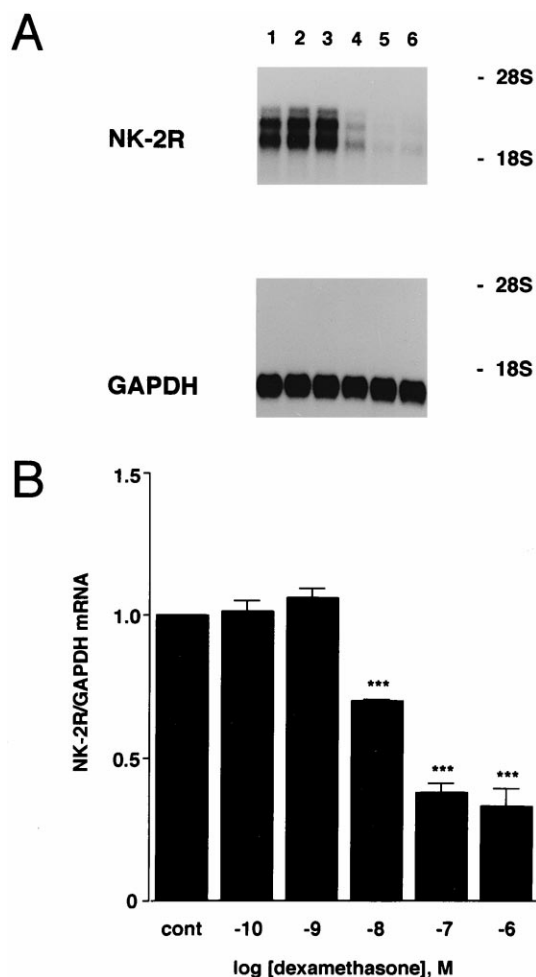 A
1 2 3 4 5 6
- 28S
NK-2R
- 18S
- 28S
- 18S
GAPDH
B
NK-2R/GAPDH mRNA
1.5
1.0
0.5
0
***
***
***
cont -10 -9 -8 -7 -6
log [dexamethasone], M